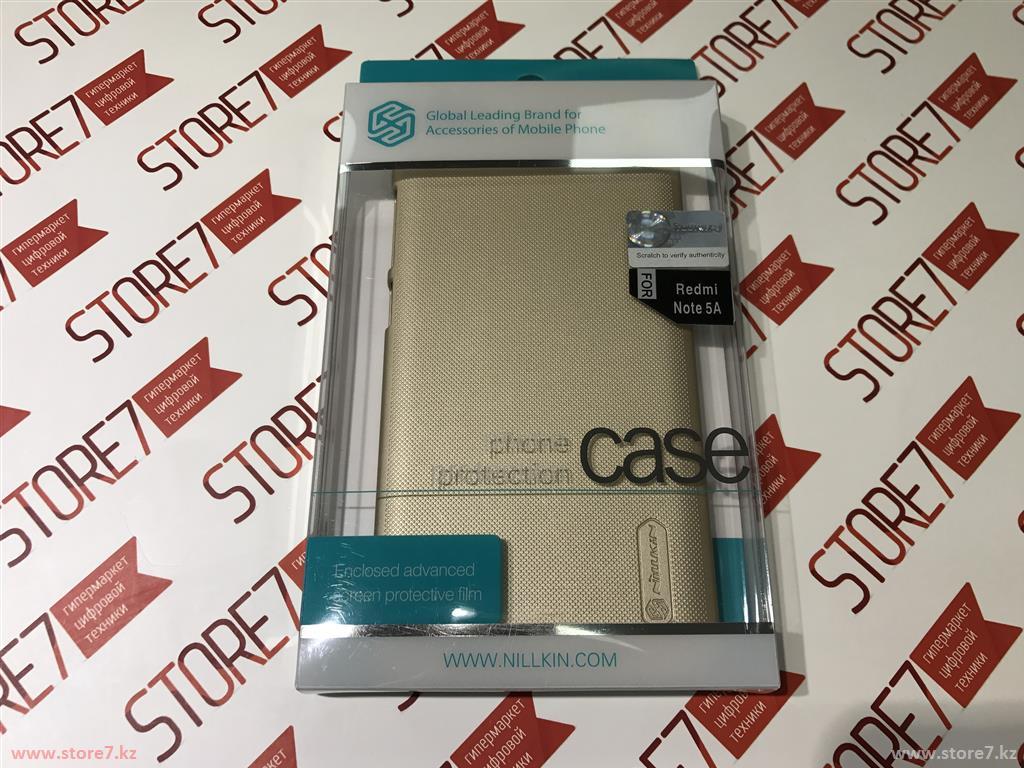 Global Leading Brand for
Accessories of Mobile Phone
Scratch to verify authenticity
FOR
Redmi
Note 5A
phone
protection
case
NILLKIN
Enclosed advanced
screen protective film
WWW.NILLKIN.COM
STORE7
гипермаркет
цифровой
техники
www.store7.kz
www.store7.kz